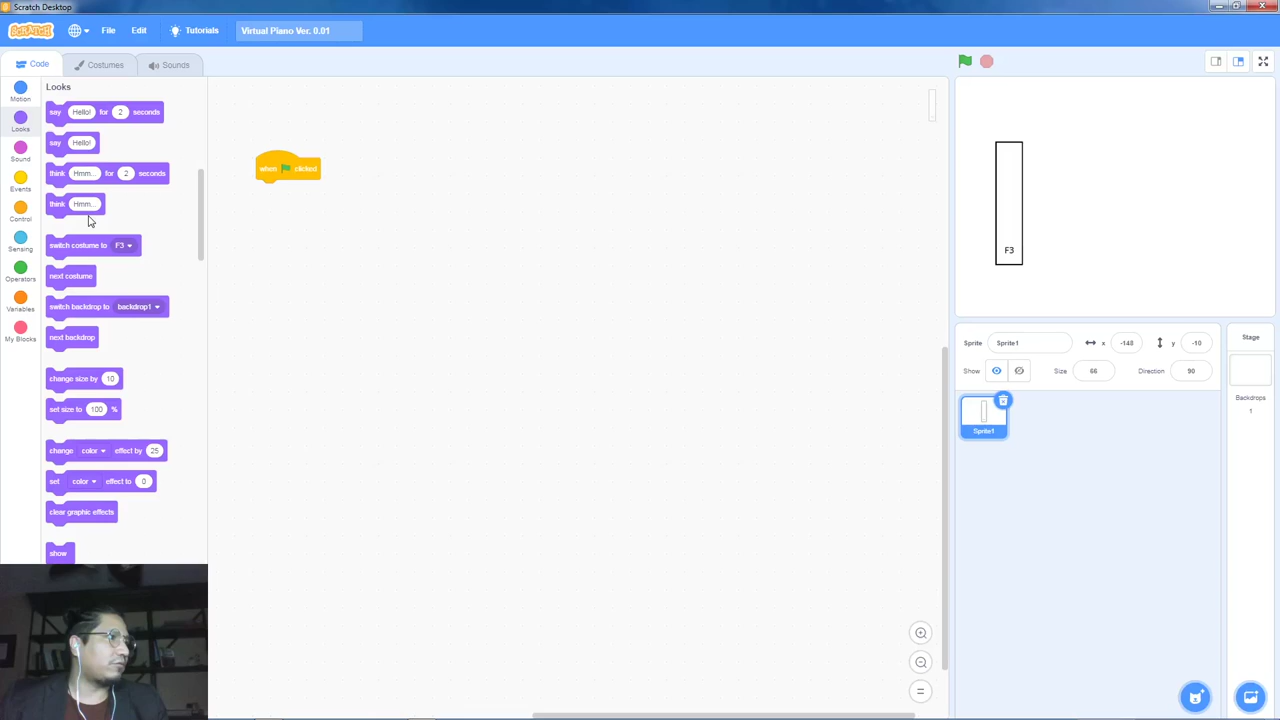 Scratch Desktop
SCRATCH
File
Edit
Tutorials
Virtual Piano Ver. 0.01
Code
Costumes
Sounds
Motion
Looks
Sound
Events
Control
Sensing
Operators
Variables
My Blocks
Looks
say Hello! for 2 seconds
say Hello!
think Hmm... for 2 seconds
think Hmm...
switch costume to F3
next costume
switch backdrop to backdrop1
next backdrop
change size by 10
set size to 100 %
change color effect by 25
set color effect to 0
clear graphic effects
show
when clicked
F3
Sprite Sprite1 x -148 y -10
Show Size 66 Direction 90
Sprite1
Stage
Backdrops
1